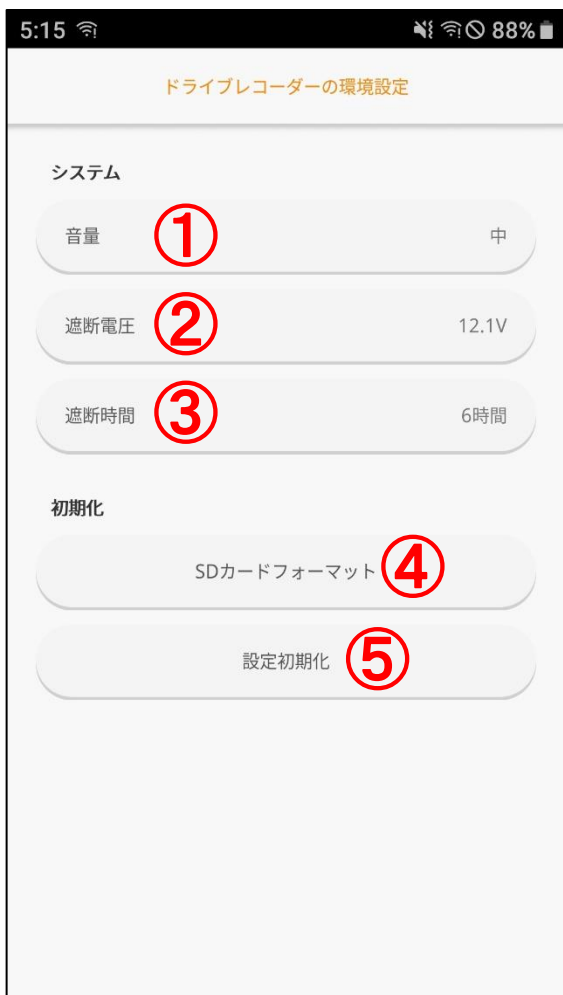 5:15 88%
ドライブレコーダーの環境設定
システム
音量 ① 中
遮断電圧 ② 12.1V
遮断時間 ③ 6時間
初期化
SDカードフォーマット ④
設定初期化 ⑤